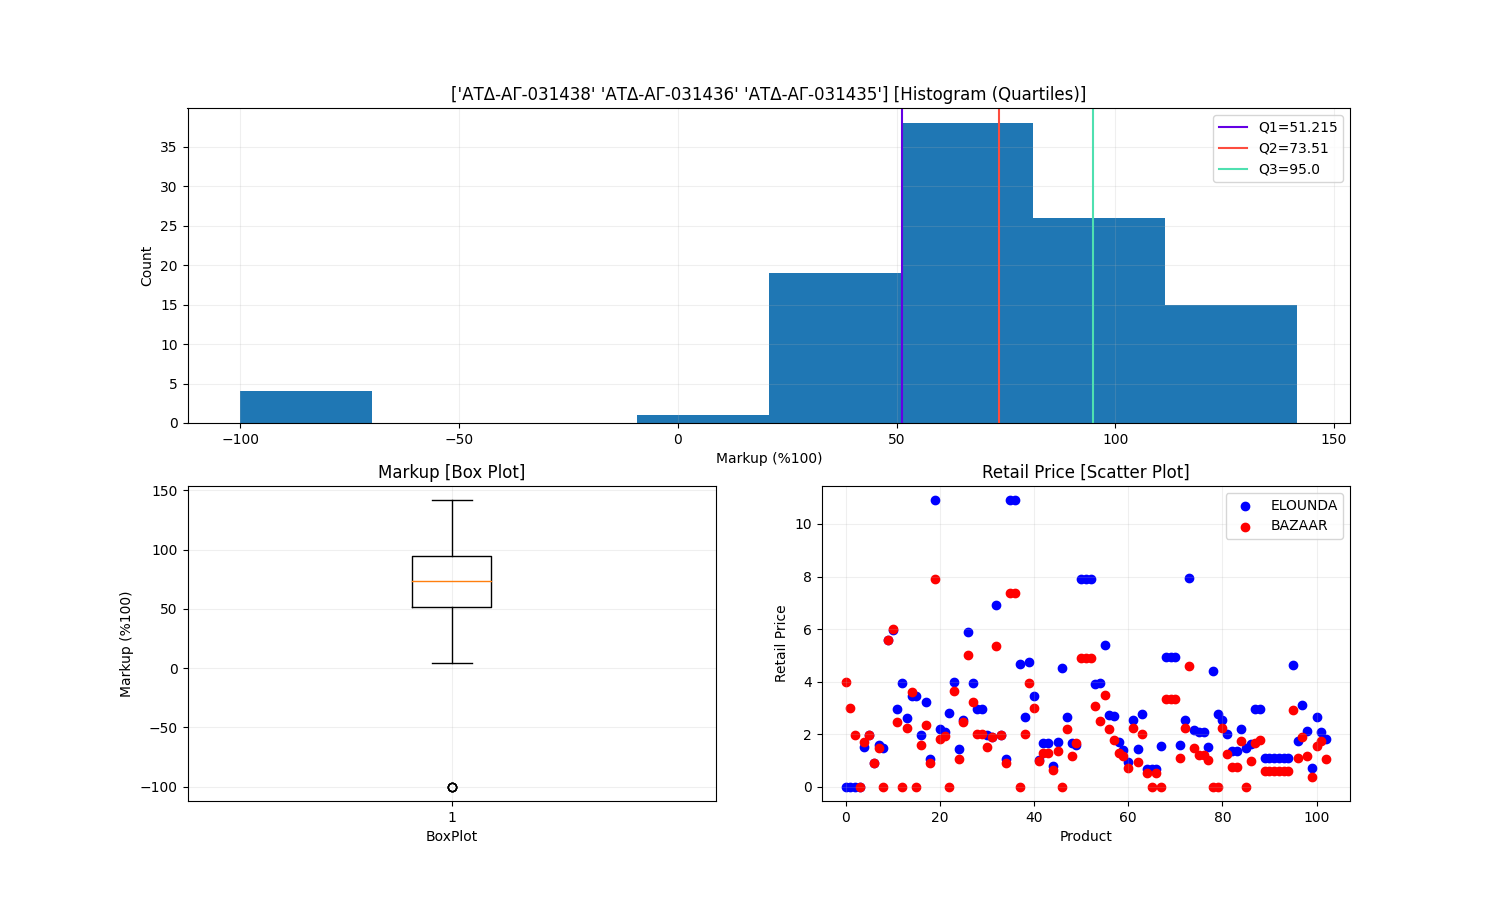 ['ΑΤΔ-ΑΓ-031438' 'ΑΤΔ-ΑΓ-031436' 'ΑΤΔ-ΑΓ-031435'] [Histogram (Quartiles)]
Q1=51.215
Q2=73.51
Q3=95.0
Count
35
30
25
20
15
10
5
0
−100
−50
0
50
100
150
Markup (%100)
Markup [Box Plot]
Markup (%100)
150
100
50
0
−50
−100
1
BoxPlot
Retail Price [Scatter Plot]
ELOUNDA
BAZAAR
Retail Price
10
8
6
4
2
0
0
20
40
60
80
100
Product